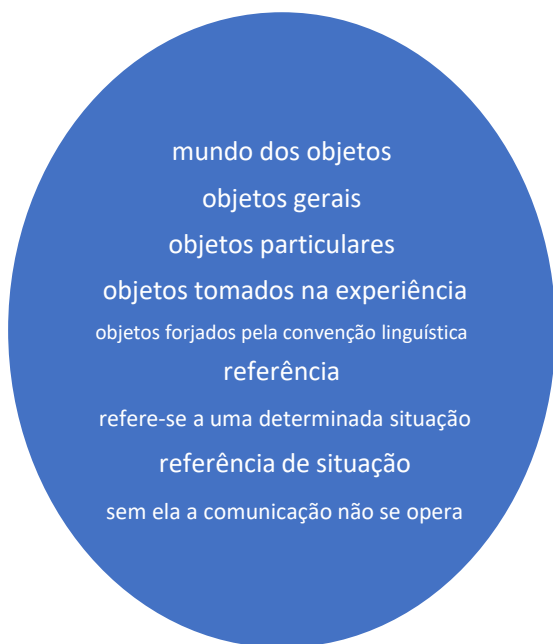 mundo dos objetos
objetos gerais
objetos particulares
objetos tomados na experiência
objetos forjados pela convenção linguística
referência
refere-se a uma determinada situação
referência de situação
sem ela a comunicação não se opera